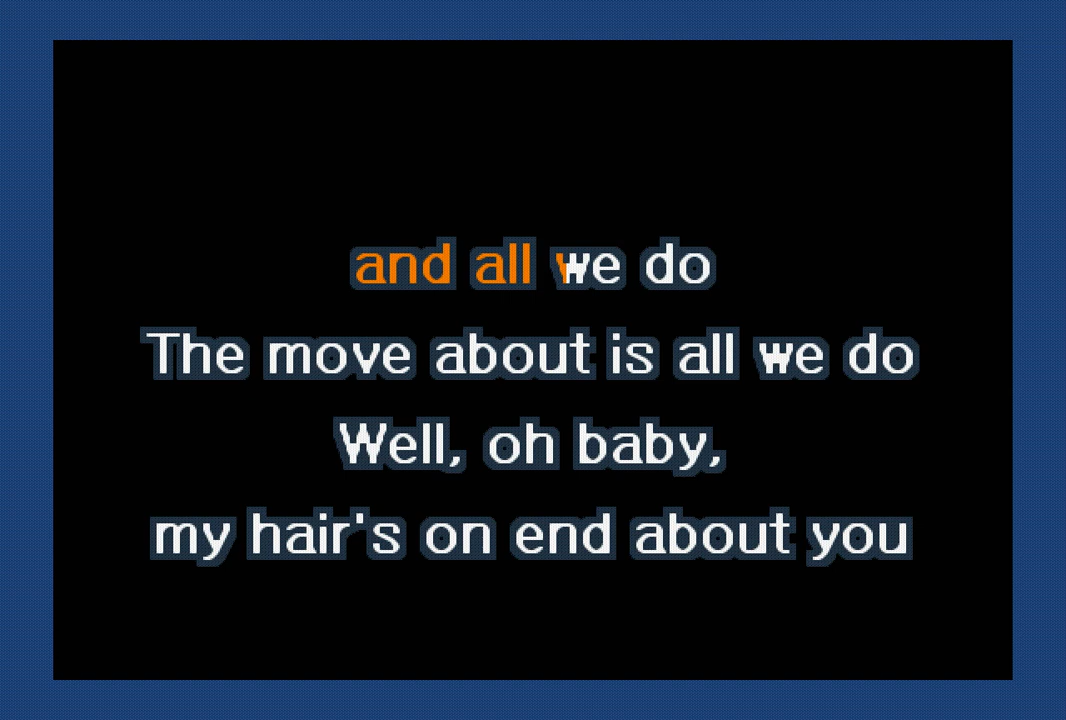 and all we do
The move about is all we do
Well, oh baby,
my hair's on end about you